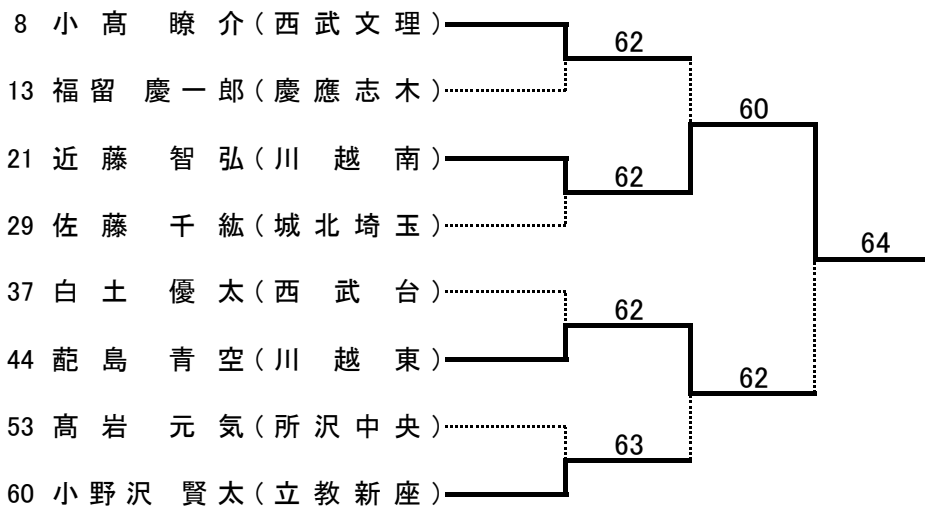 8 小髙 瞭介(西武文理)
62
13 福留 慶一郎(慶應志木)
60
21 近藤 智弘(川越南)
62
29 佐藤 千紘(城北埼玉)
64
37 白土 優太(西武台)
62
44 蓜島 青空(川越東)
62
53 髙岩 元気(所沢中央)
63
60 小野沢 賢太(立教新座)